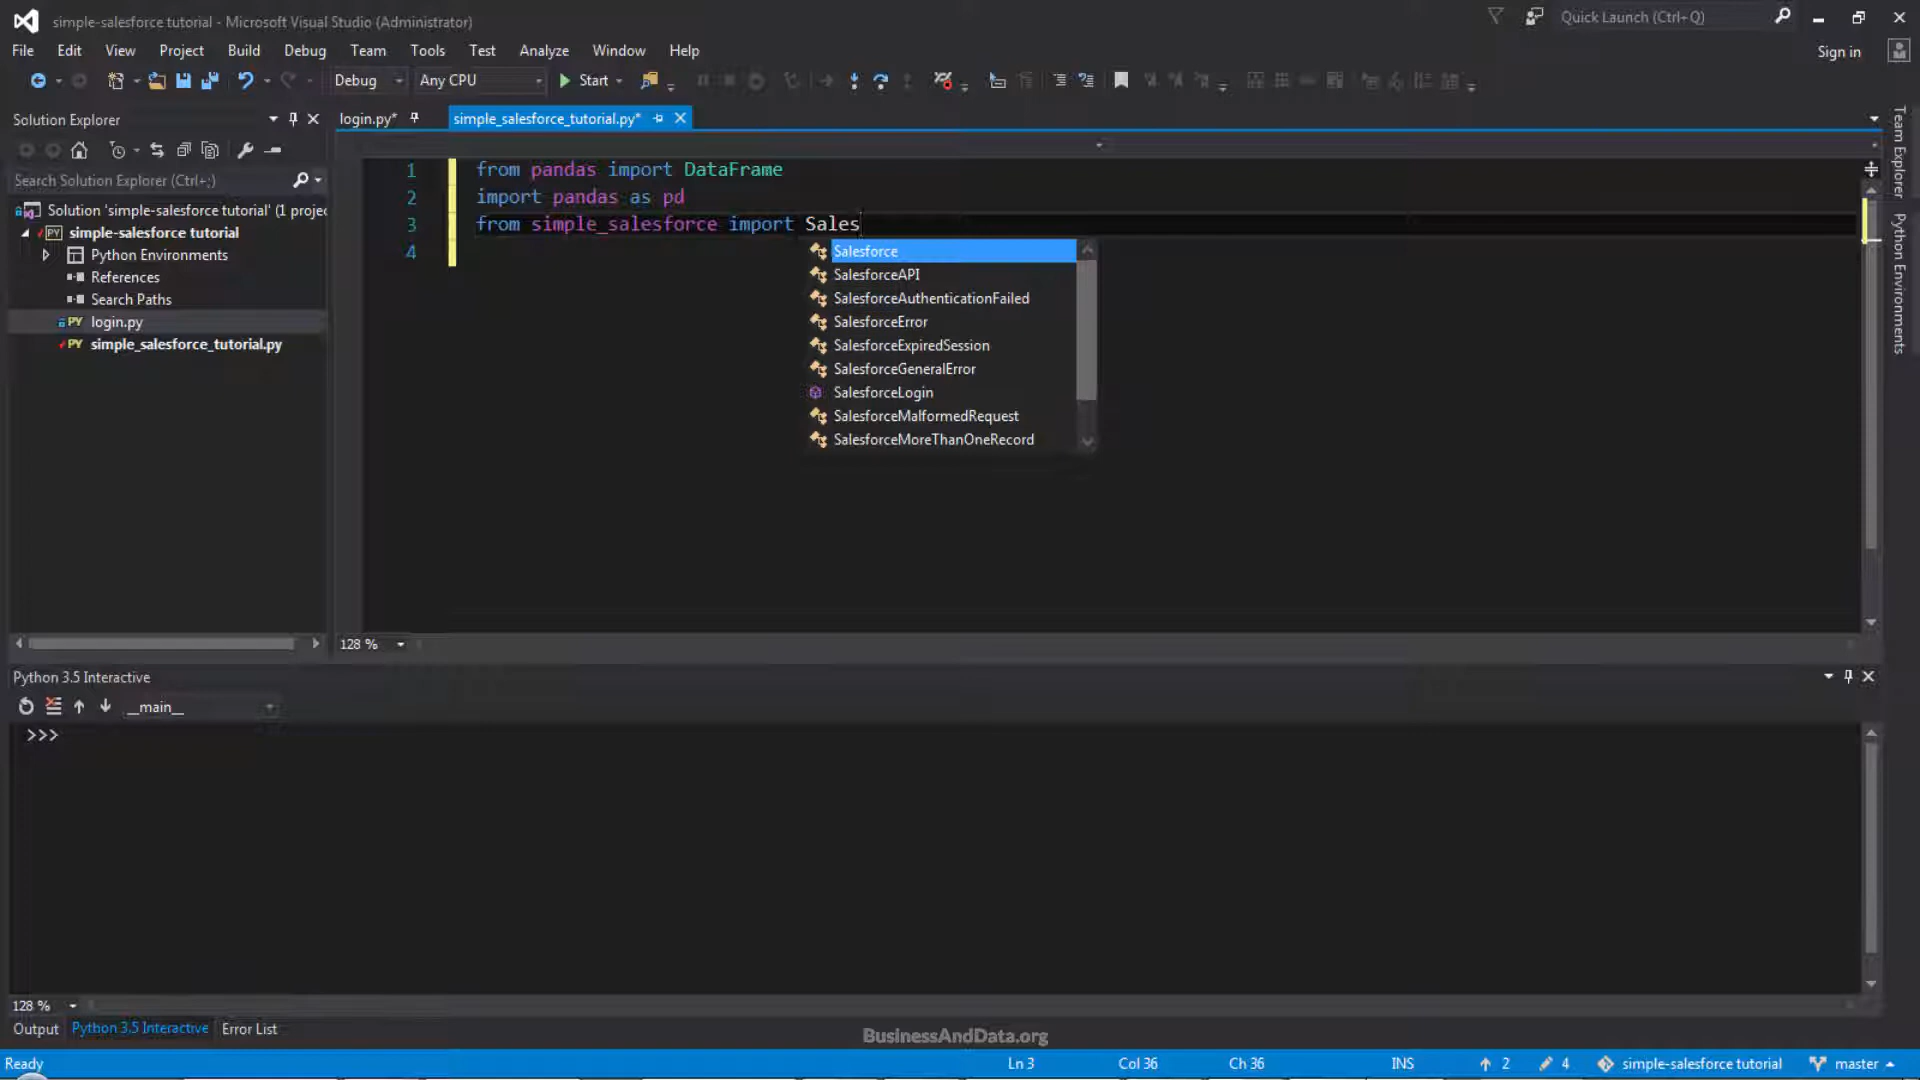 simple-salesforce tutorial - Microsoft Visual Studio (Administrator)
Quick Launch (Ctrl+Q)
File Edit View Project Build Debug Team Tools Test Analyze Window Help
Sign in
Debug Any CPU Start
Solution Explorer
login.py*
simple_salesforce_tutorial.py*
Search Solution Explorer (Ctrl+;)
Solution 'simple-salesforce tutorial' (1 projec
simple-salesforce tutorial
Python Environments
References
Search Paths
login.py
simple_salesforce_tutorial.py
1 from pandas import DataFrame
2 import pandas as pd
3 from simple_salesforce import Sales
4
Salesforce
SalesforceAPI
SalesforceAuthenticationFailed
SalesforceError
SalesforceExpiredSession
SalesforceGeneralError
SalesforceLogin
SalesforceMalformedRequest
SalesforceMoreThanOneRecord
Team Explorer
Python Environments
128 %
Python 3.5 Interactive
__main__
>>>
128 %
Output Python 3.5 Interactive Error List
BusinessAndData.org
Ready Ln 3 Col 36 Ch 36 INS 2 4 simple-salesforce tutorial master